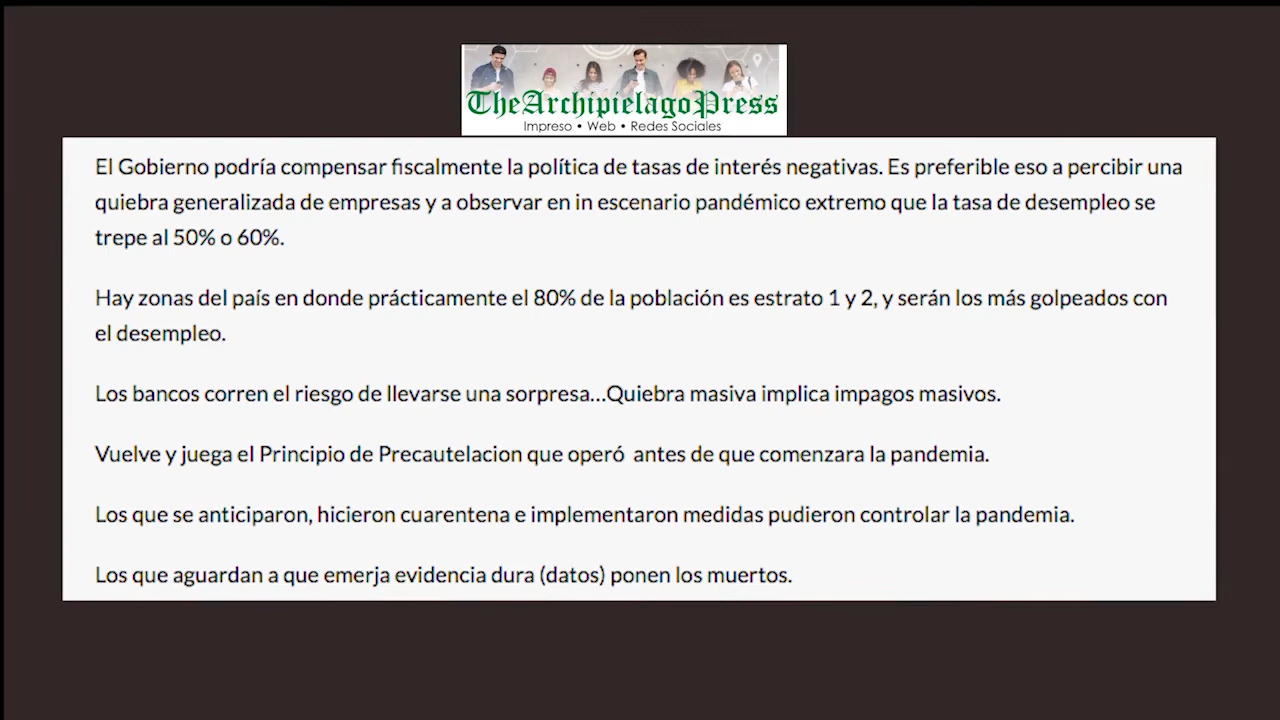 TheArchipielagoPress
Impreso • Web • Redes Sociales
El Gobierno podría compensar fiscalmente la política de tasas de interés negativas. Es preferible eso a percibir una
quiebra generalizada de empresas y a observar en in escenario pandémico extremo que la tasa de desempleo se
trepe al 50% o 60%.
Hay zonas del país en donde prácticamente el 80% de la población es estrato 1 y 2, y serán los más golpeados con
el desempleo.
Los bancos corren el riesgo de llevarse una sorpresa...Quiebra masiva implica impagos masivos.
Vuelve y juega el Principio de Precautelacion que operó antes de que comenzara la pandemia.
Los que se anticiparon, hicieron cuarentena e implementaron medidas pudieron controlar la pandemia.
Los que aguardan a que emerja evidencia dura (datos) ponen los muertos.